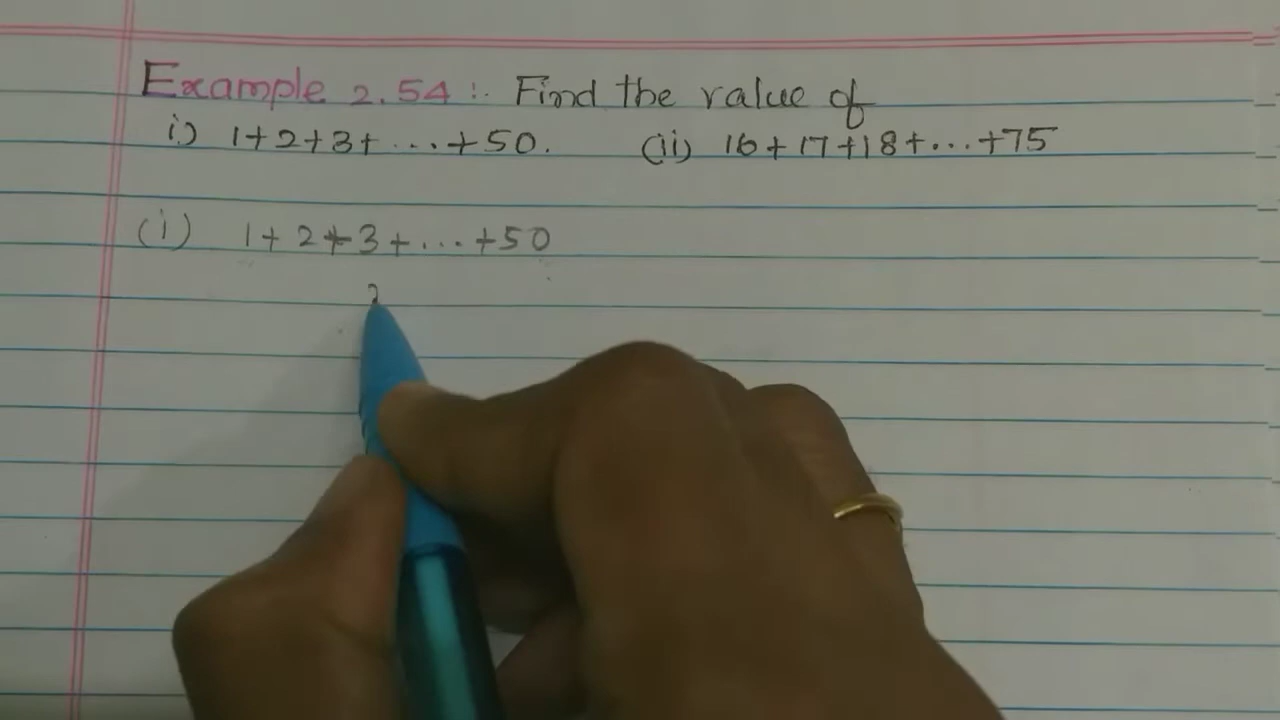 Example 2.54 :. Find the value of
i) 1+2+3+...+50. (ii) 16+17+18+...+75
(i) 1+2+3+...+50